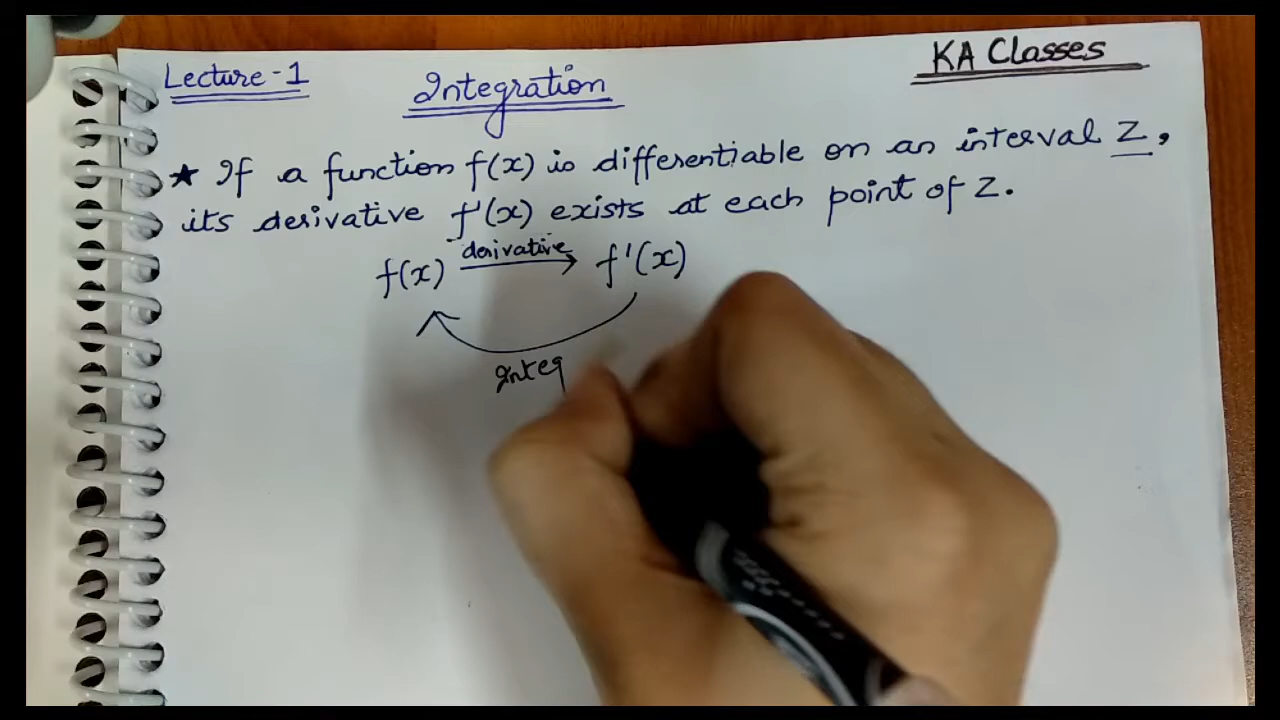 Lecture-1
Integration
KA Classes
★ If a function f(x) is differentiable on an interval Z,
its derivative f'(x) exists at each point of Z.
f(x) derivative → f'(x)
Integ